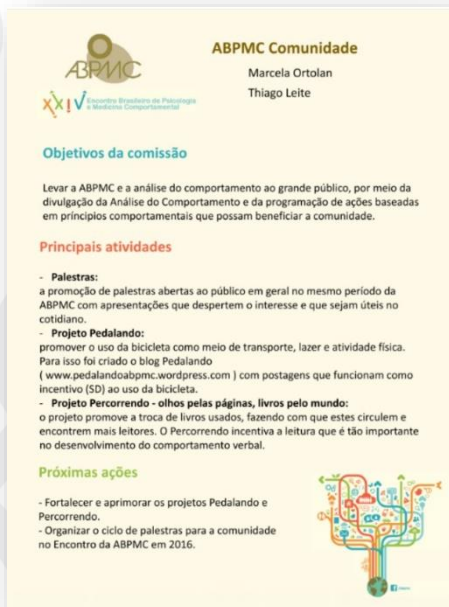 ABPMC
XXIV Encontro Brasileiro de Psicologia
e Medicina Comportamental
ABPMC Comunidade
Marcela Ortolan
Thiago Leite
Objetivos da comissão
Levar a ABPMC e a análise do comportamento ao grande público, por meio da
divulgação da Análise do Comportamento e da programação de ações baseadas
em príncipios comportamentais que possam beneficiar a comunidade.
Principais atividades
- Palestras:
a promoção de palestras abertas ao público em geral no mesmo período da
ABPMC com apresentações que despertem o interesse e que sejam úteis no
cotidiano.
- Projeto Pedalando:
promover o uso da bicicleta como meio de transporte, lazer e atividade física.
Para isso foi criado o blog Pedalando
( www.pedalandoabpmc.wordpress.com ) com postagens que funcionam como
incentivo (SD) ao uso da bicicleta.
- Projeto Percorrendo - olhos pelas páginas, livros pelo mundo:
o projeto promove a troca de livros usados, fazendo com que estes circulem e
encontrem mais leitores. O Percorrendo incentiva a leitura que é tão importante
no desenvolvimento do comportamento verbal.
Próximas ações
- Fortalecer e aprimorar os projetos Pedalando e
Percorrendo.
- Organizar o ciclo de palestras para a comunidade
no Encontro da ABPMC em 2016.